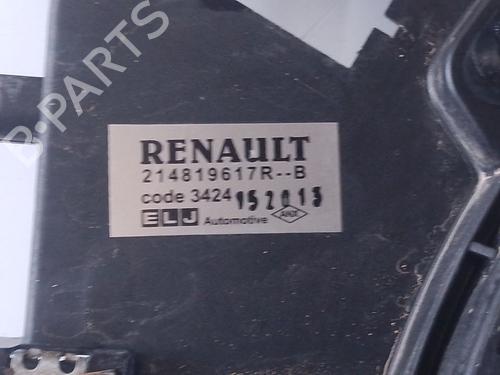 B-PARTS
RENAULT
214819617R--B
code 3424 152013
ELJ Automotive